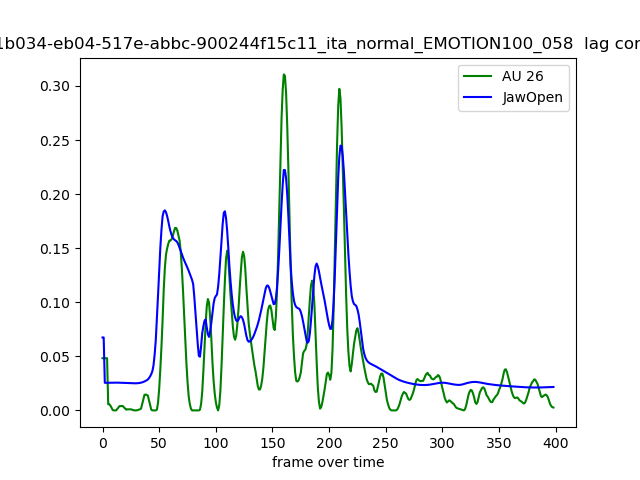 1b034-eb04-517e-abbc-900244f15c11_ita_normal_EMOTION100_058 lag
AU 26
JawOpen
0.30
0.25
0.20
0.15
0.10
0.05
0.00
0 50 100 150 200 250 300 350 400
frame over time